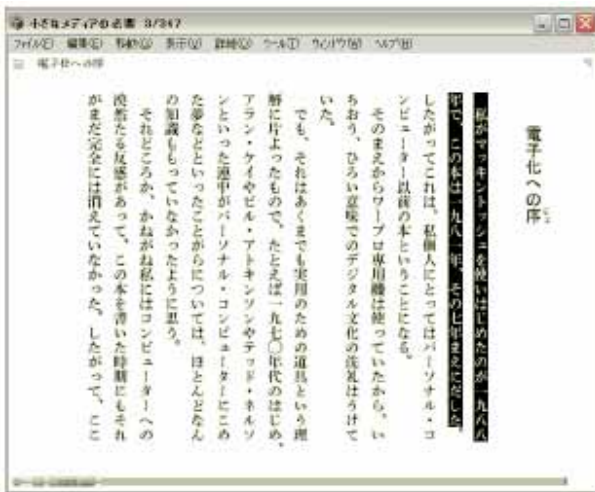 小さなメディアの必要 3/347
ファイル(F) 編集(E) 移動(G) 表示(V) 詳細(O) ツール(T) ウィンドウ(W) ヘルプ(H)
電子化への序
電子化への序
じょ
私がマッキントッシュを使いはじめたのが一九八八
年で、この本は一九八一年、その七年まえにだした。
したがってこれは、私個人にとってはパーソナル・コ
ンピューター以前の本ということになる。
そのまえからワープロ専用機は使っていたから、い
ちおう、ひろい意味でのデジタル文化の洗礼はうけて
いた。
でも、それはあくまでも実用のための道具という理
解に片よったもので、たとえば一九七〇年代のはじめ、
アラン・ケイやビル・アトキンソンやテッド・ネルソ
ンといった連中がパーソナル・コンピューターにこめ
た夢などといったことがらについては、ほとんどなん
の知識ももっていなかったように思う。
それどころか、かねがね私にはコンピューターへの
漠然たる反感があって、この本を書いた時期にもそれ
がまだ完全には消えていなかった。したがって、ここ